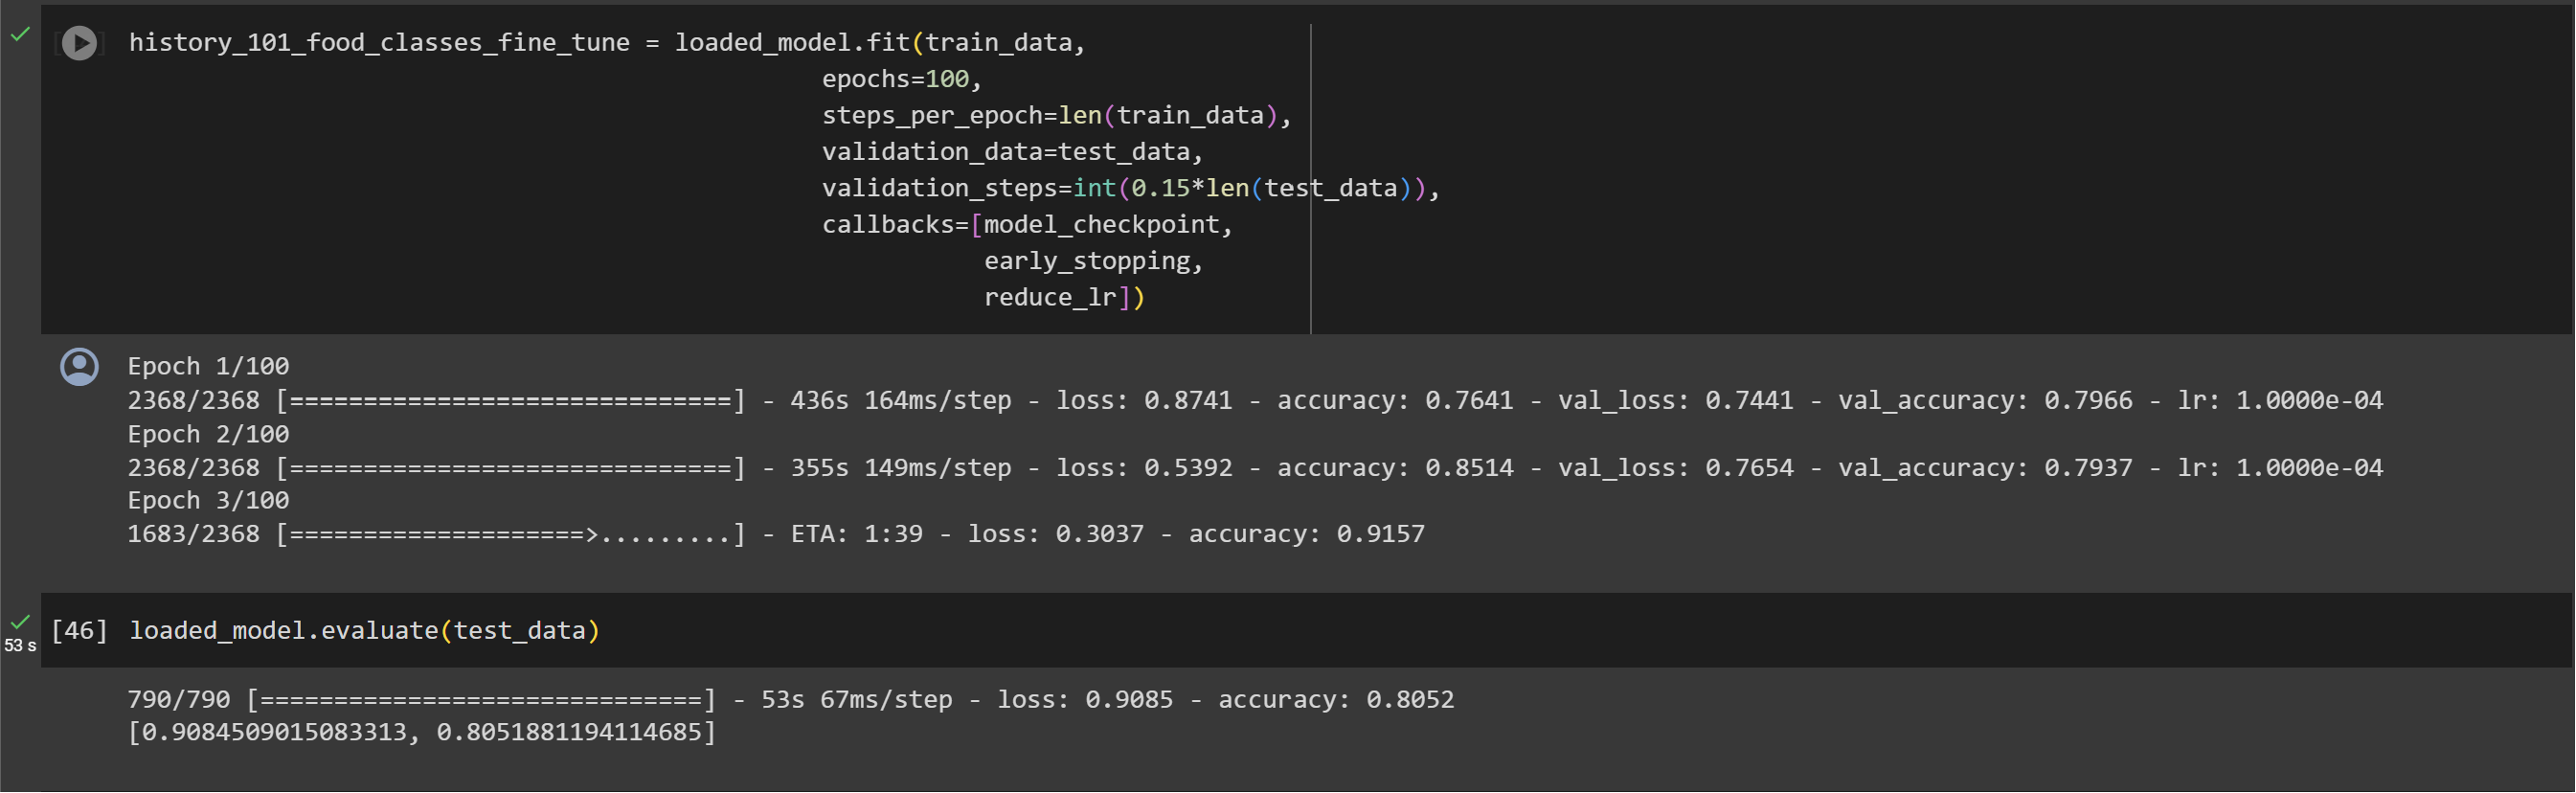 history_101_food_classes_fine_tune = loaded_model.fit(train_data,
epochs=100,
steps_per_epoch=len(train_data),
validation_data=test_data,
validation_steps=int(0.15*len(test_data)),
callbacks=[model_checkpoint,
early_stopping,
reduce_lr])
Epoch 1/100
2368/2368 [==============================] - 436s 164ms/step - loss: 0.8741 - accuracy: 0.7641 - val_loss: 0.7441 - val_accuracy: 0.7966 - lr: 1.0000e-04
Epoch 2/100
2368/2368 [==============================] - 355s 149ms/step - loss: 0.5392 - accuracy: 0.8514 - val_loss: 0.7654 - val_accuracy: 0.7937 - lr: 1.0000e-04
Epoch 3/100
1683/2368 [====================>.........] - ETA: 1:39 - loss: 0.3037 - accuracy: 0.9157
[46] loaded_model.evaluate(test_data)
53 s
790/790 [==============================] - 53s 67ms/step - loss: 0.9085 - accuracy: 0.8052
[0.9084509015083313, 0.8051881194114685]